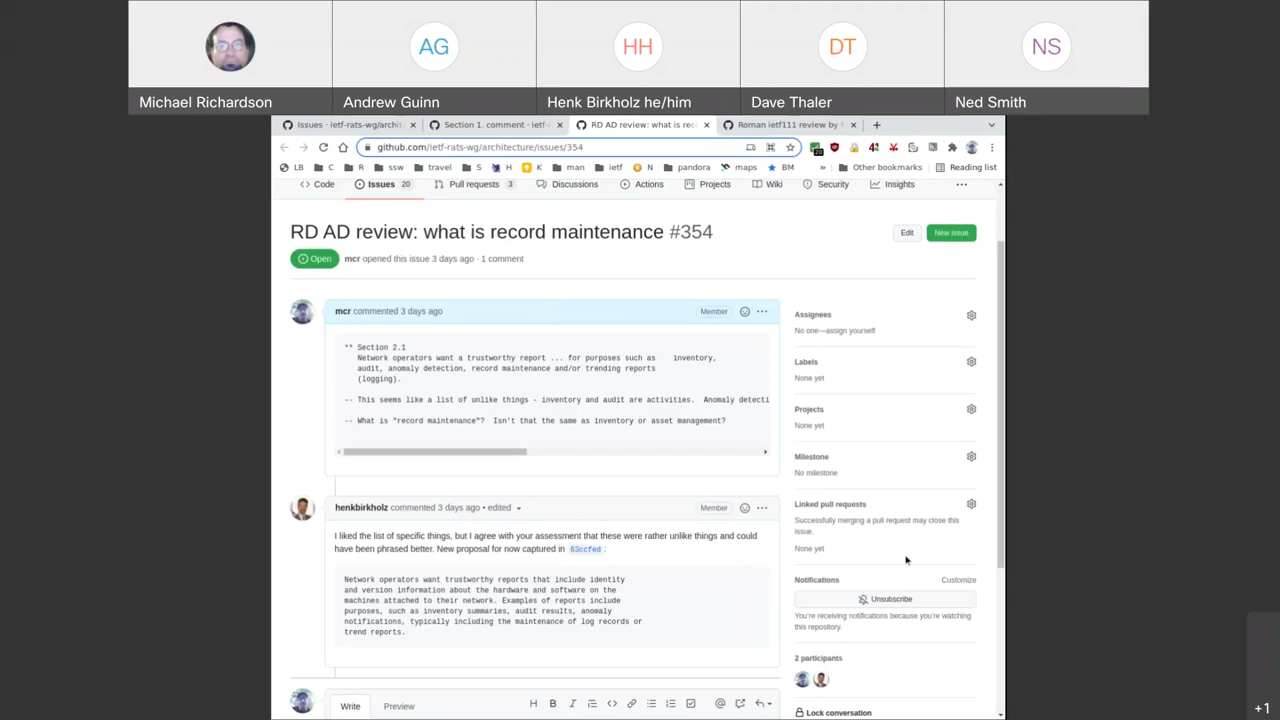 AG
HH
DT
NS
Michael Richardson
Andrew Guinn
Henk Birkholz he/him
Dave Thaler
Ned Smith
Issues · ietf-rats-wg/archit
Section 1. comment · ietf-
RD AD review: what is rec
Roman ietf111 review by
github.com/ietf-rats-wg/architecture/issues/354
LB C R ssw travel S H K man ietf N pandora maps BM » Other bookmarks Reading list
Code Issues 20 Pull requests 3 Discussions Actions Projects Wiki Security Insights
RD AD review: what is record maintenance #354
Edit New issue
Open mcr opened this issue 3 days ago · 1 comment
mcr commented 3 days ago Member
** Section 2.1
Network operators want a trustworthy report ... for purposes such as inventory,
audit, anomaly detection, record maintenance and/or trending reports
(logging).
-- This seems like a list of unlike things - inventory and audit are activities. Anomaly detecti
-- What is "record maintenance"? Isn't that the same as inventory or asset management?
henkbirkholz commented 3 days ago • edited Member
I liked the list of specific things, but I agree with your assessment that these were rather unlike things and could
have been phrased better. New proposal for now captured in 63ccfed :
Network operators want trustworthy reports that include identity
and version information about the hardware and software on the
machines attached to their network. Examples of reports include
purposes, such as inventory summaries, audit results, anomaly
notifications, typically including the maintenance of log records or
trend reports.
Write Preview
Assignees
No one—assign yourself
Labels
None yet
Projects
None yet
Milestone
No milestone
Linked pull requests
Successfully merging a pull request may close this
issue.
None yet
Notifications Customize
Unsubscribe
You're receiving notifications because you're watching
this repository.
2 participants
Lock conversation
+1